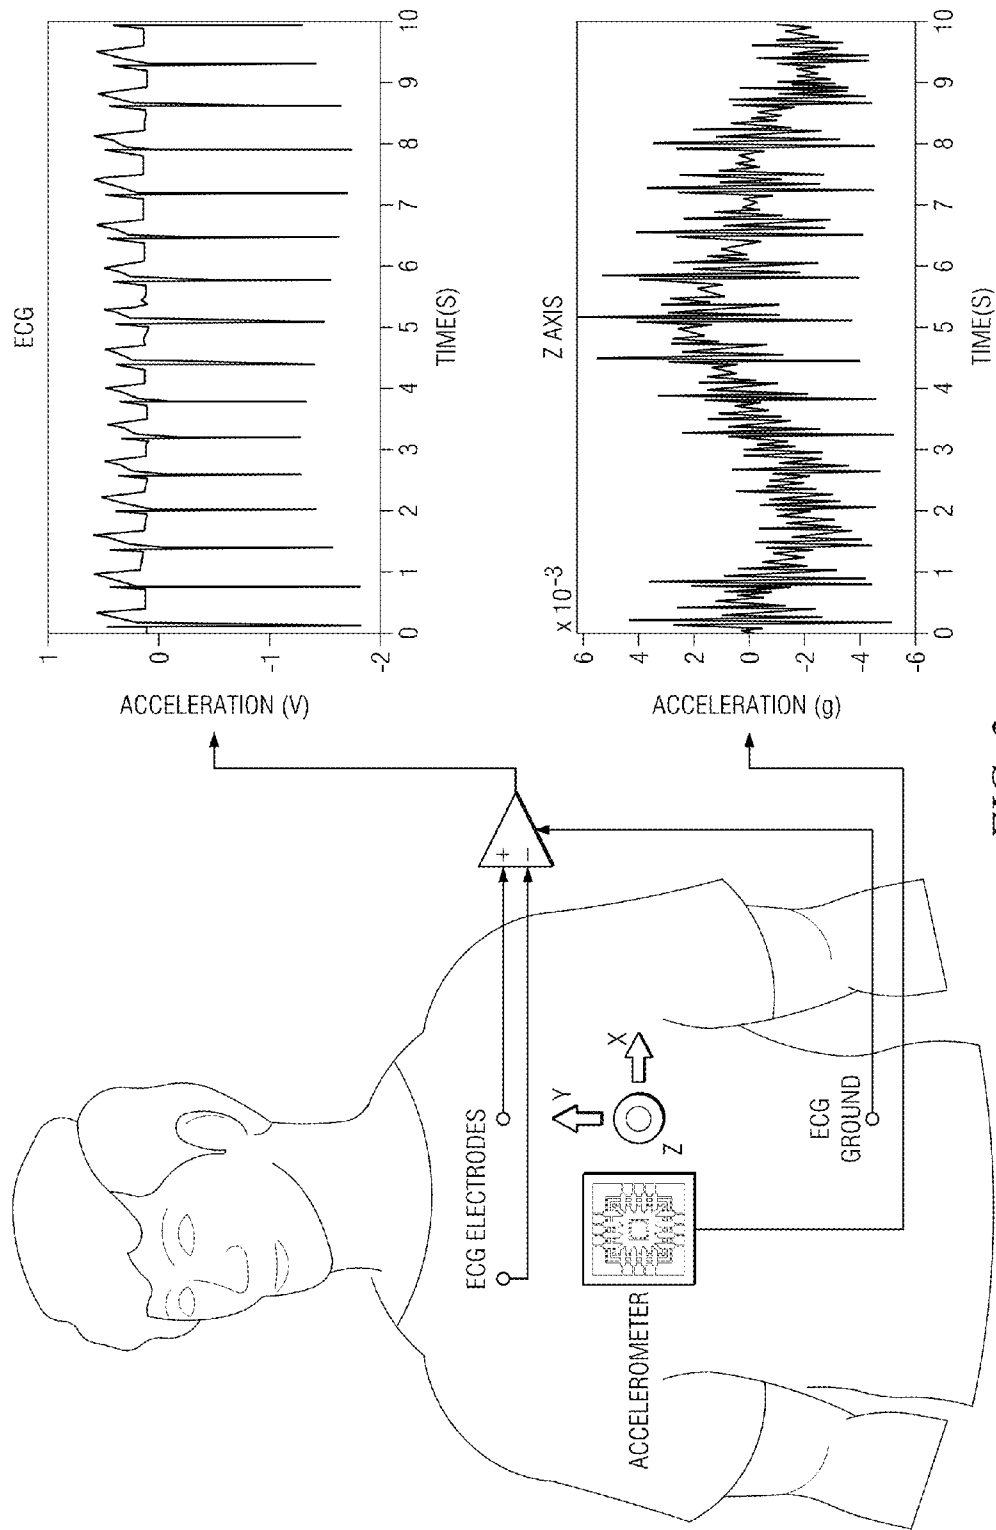 ECG
ACCELERATION (V)
1
0
-1
-2
0 1 2 3 4 5 6 7 8 9 10
TIME(S)
ECG ELECTRODES
+
−
Y
X
Z
ACCELEROMETER
ECG
GROUND
Z AXIS
x 10-3
ACCELERATION (g)
6
4
2
0
-2
-4
-6
0 1 2 3 4 5 6 7 8 9 10
TIME(S)
FIG.